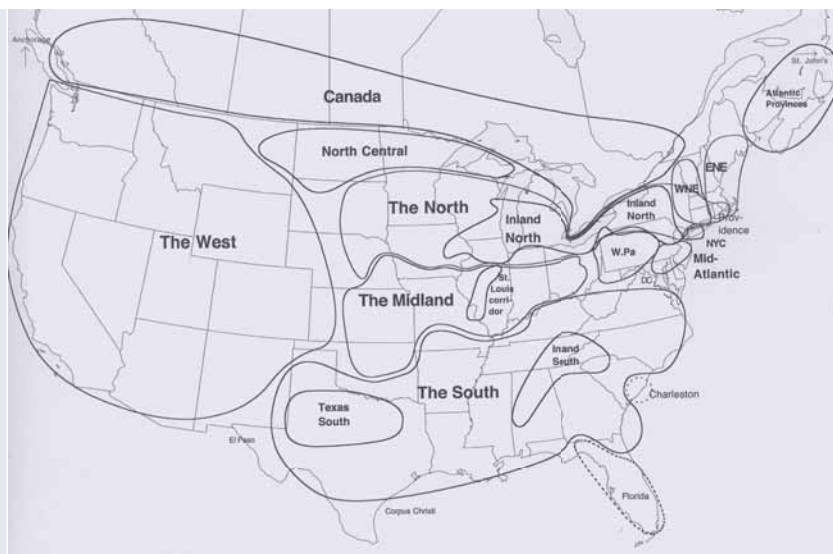 Anchorage
St. John's
Canada
Atlantic
Provinces
North Central
ENE
WNE
The North
Inland
North
Inland
North
Prov-
idence
The West
W.Pa
NYC
Mid-
Atlantic
DC
St.
Louis
corri-
dor
The Midland
Inand
South
The South
Charleston
Texas
South
El Paso
Florida
Corpus Christi